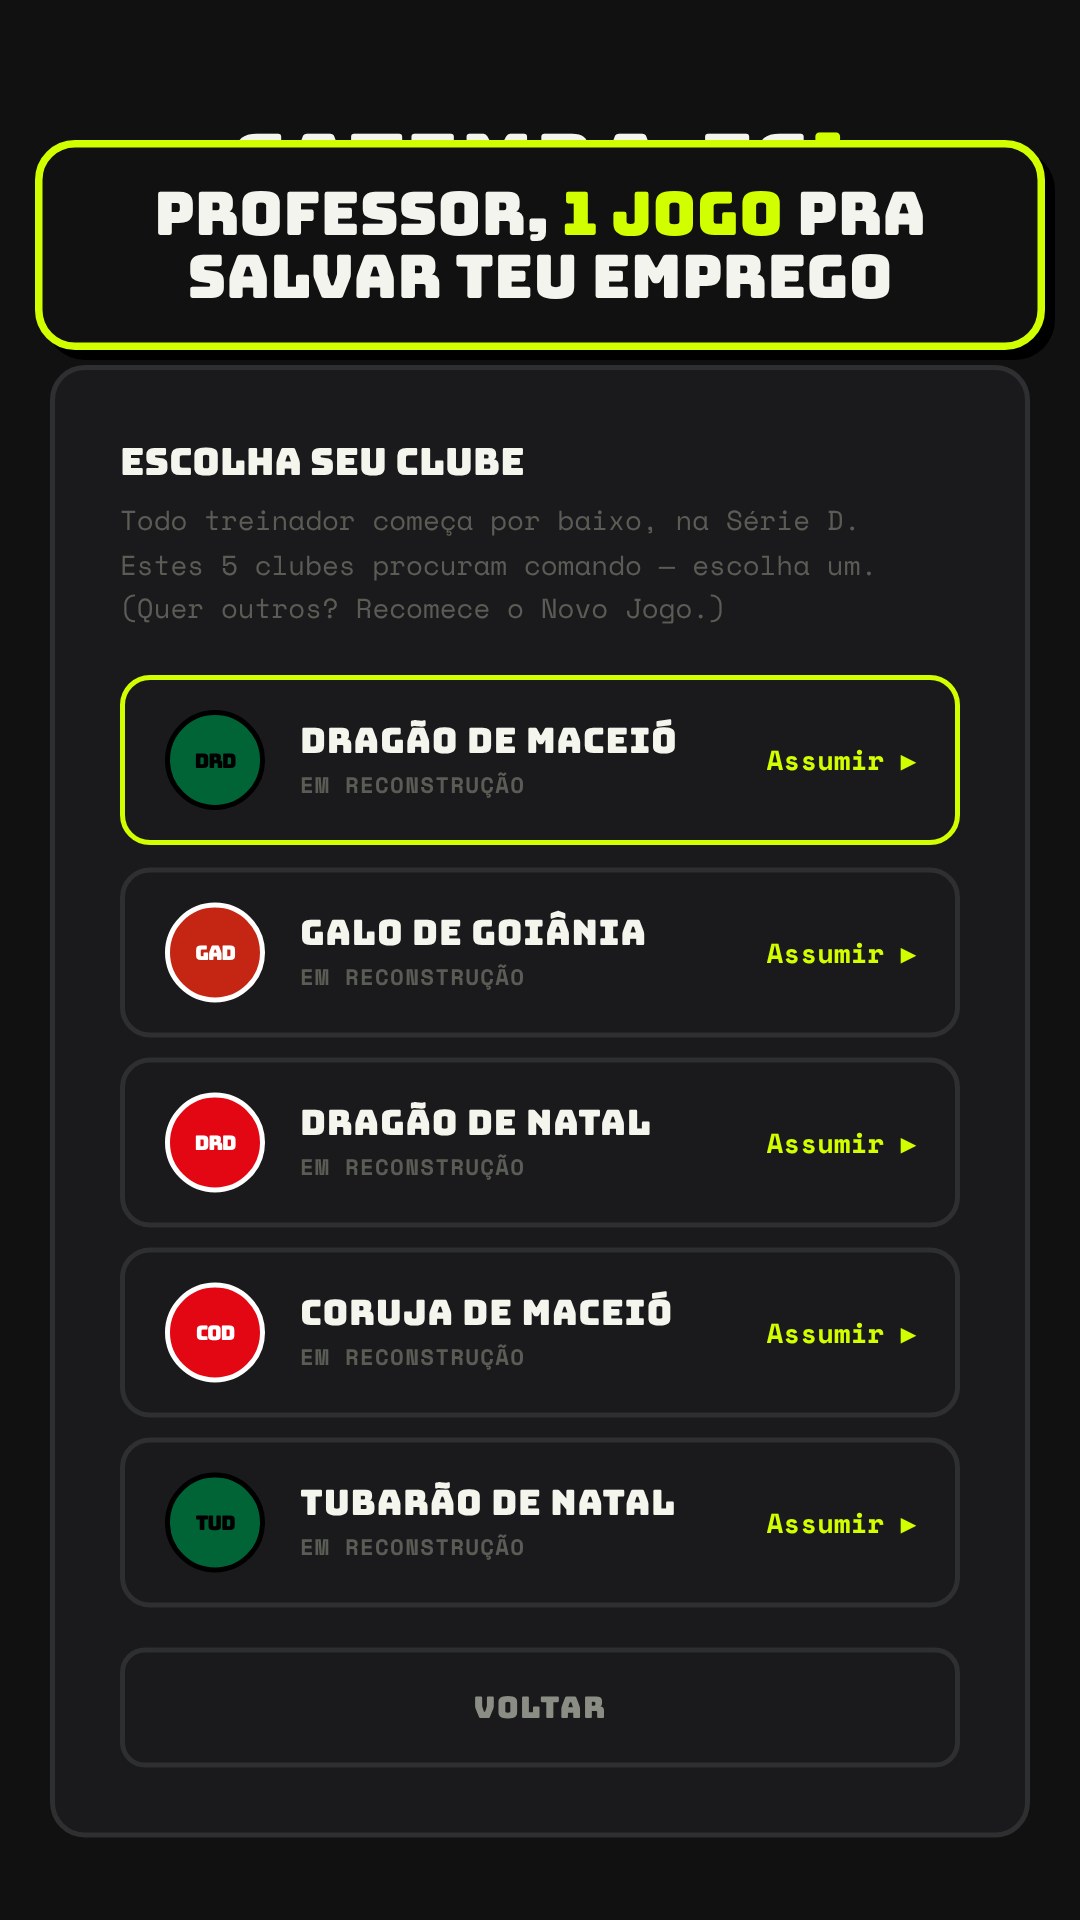 PROFESSOR, 1 JOGO PRA
SALVAR TEU EMPREGO
ESCOLHA SEU CLUBE
Todo treinador começa por baixo, na Série D.
Estes 5 clubes procuram comando — escolha um.
(Quer outros? Recomece o Novo Jogo.)
DRD
DRAGÃO DE MACEIÓ
EM RECONSTRUÇÃO
Assumir ▶
GAD
GALO DE GOIÂNIA
EM RECONSTRUÇÃO
Assumir ▶
DRD
DRAGÃO DE NATAL
EM RECONSTRUÇÃO
Assumir ▶
COD
CORUJA DE MACEIÓ
EM RECONSTRUÇÃO
Assumir ▶
TUD
TUBARÃO DE NATAL
EM RECONSTRUÇÃO
Assumir ▶
VOLTAR